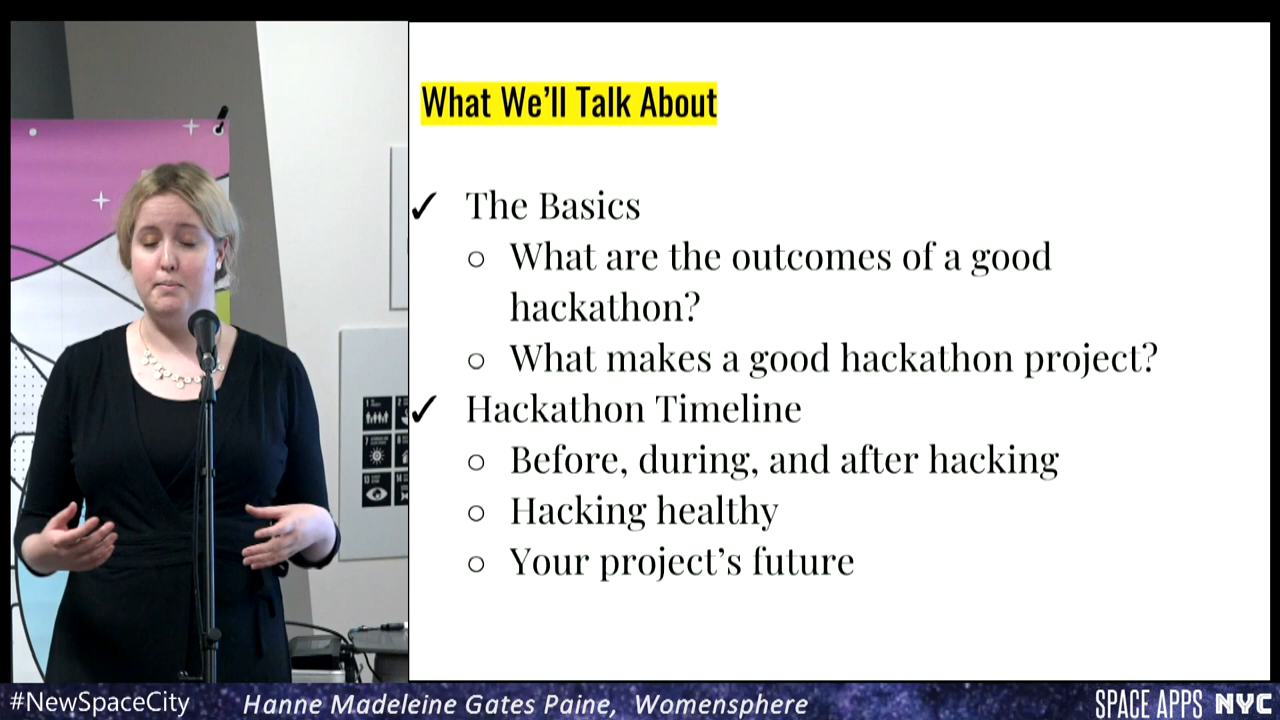 What We'll Talk About
✓ The Basics
○ What are the outcomes of a good
hackathon?
○ What makes a good hackathon project?
✓ Hackathon Timeline
○ Before, during, and after hacking
○ Hacking healthy
○ Your project's future
#NewSpaceCity
Hanne Madeleine Gates Paine, Womensphere
SPACE APPS NYC